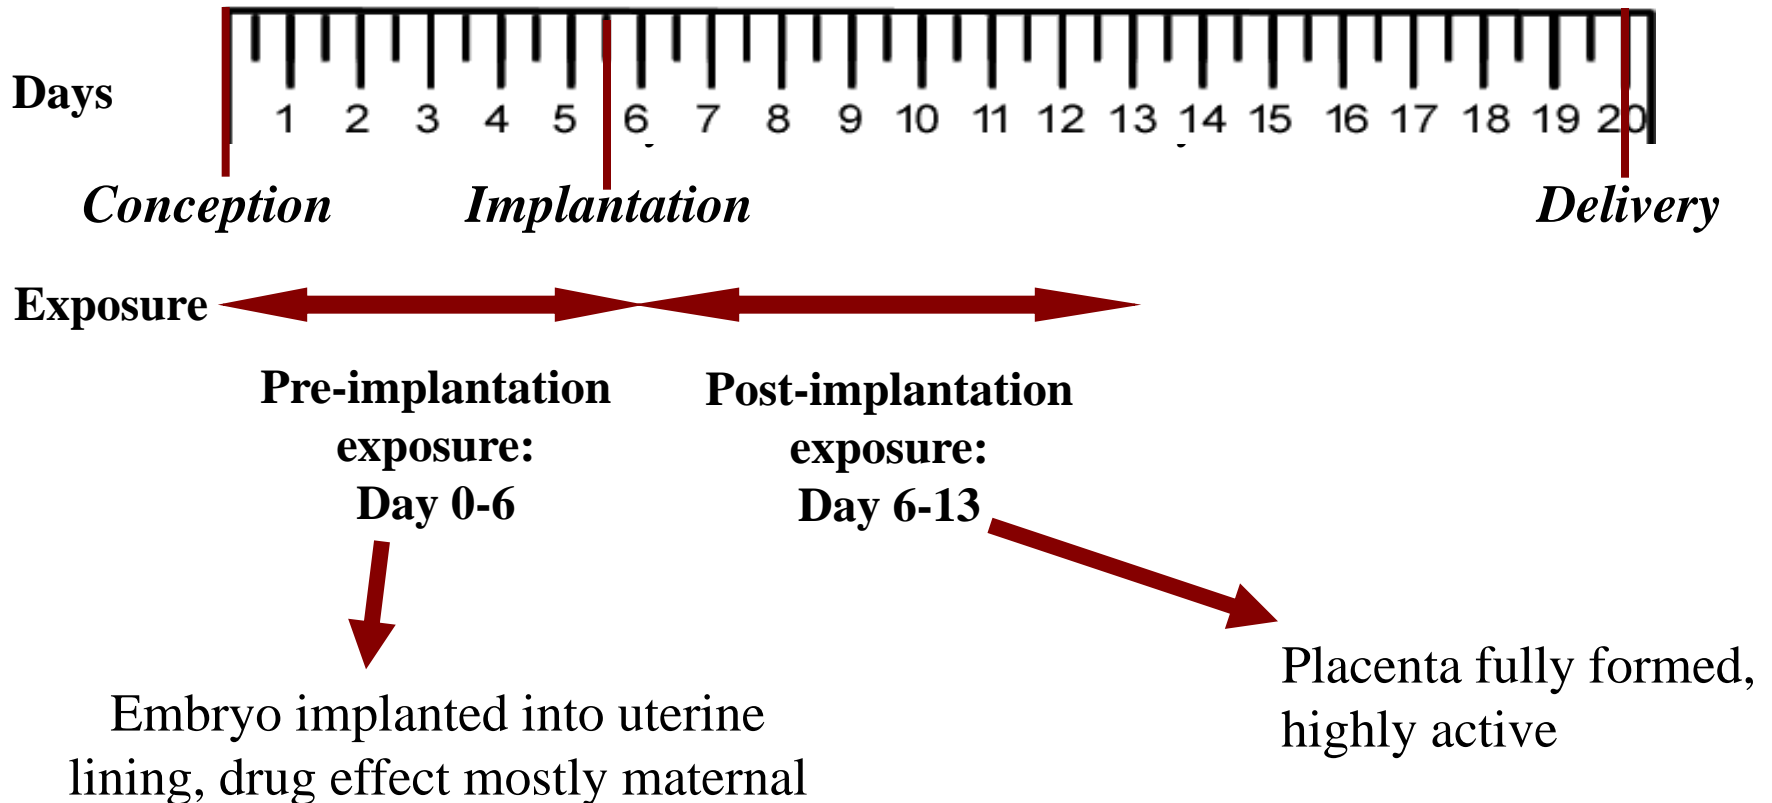 Days
1 2 3 4 5 6 7 8 9 10 11 12 13 14 15 16 17 18 19 20
Conception Implantation Delivery
Exposure
Pre-implantation
exposure:
Day 0-6
Post-implantation
exposure:
Day 6-13
Embryo implanted into uterine
lining, drug effect mostly maternal
Placenta fully formed,
highly active